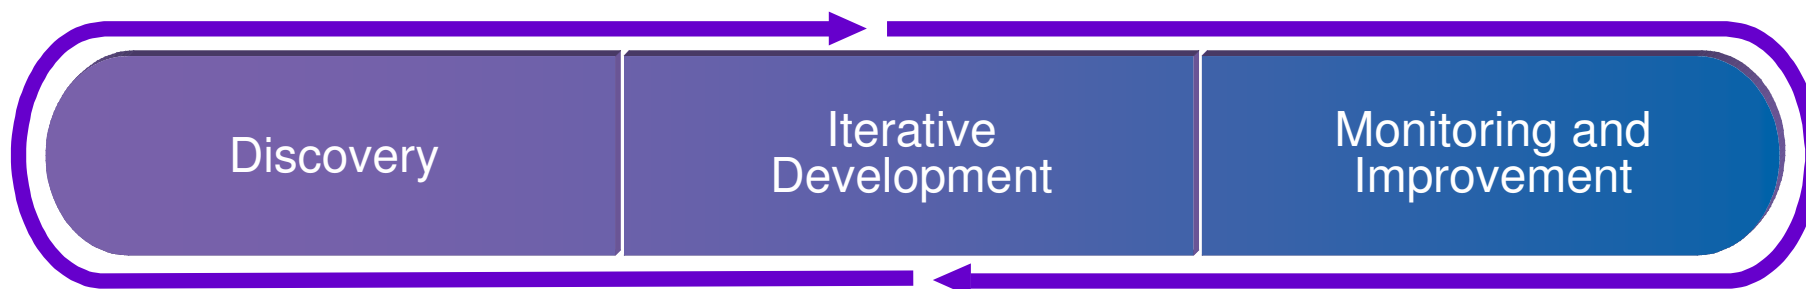 Discovery
Iterative
Development
Monitoring and
Improvement